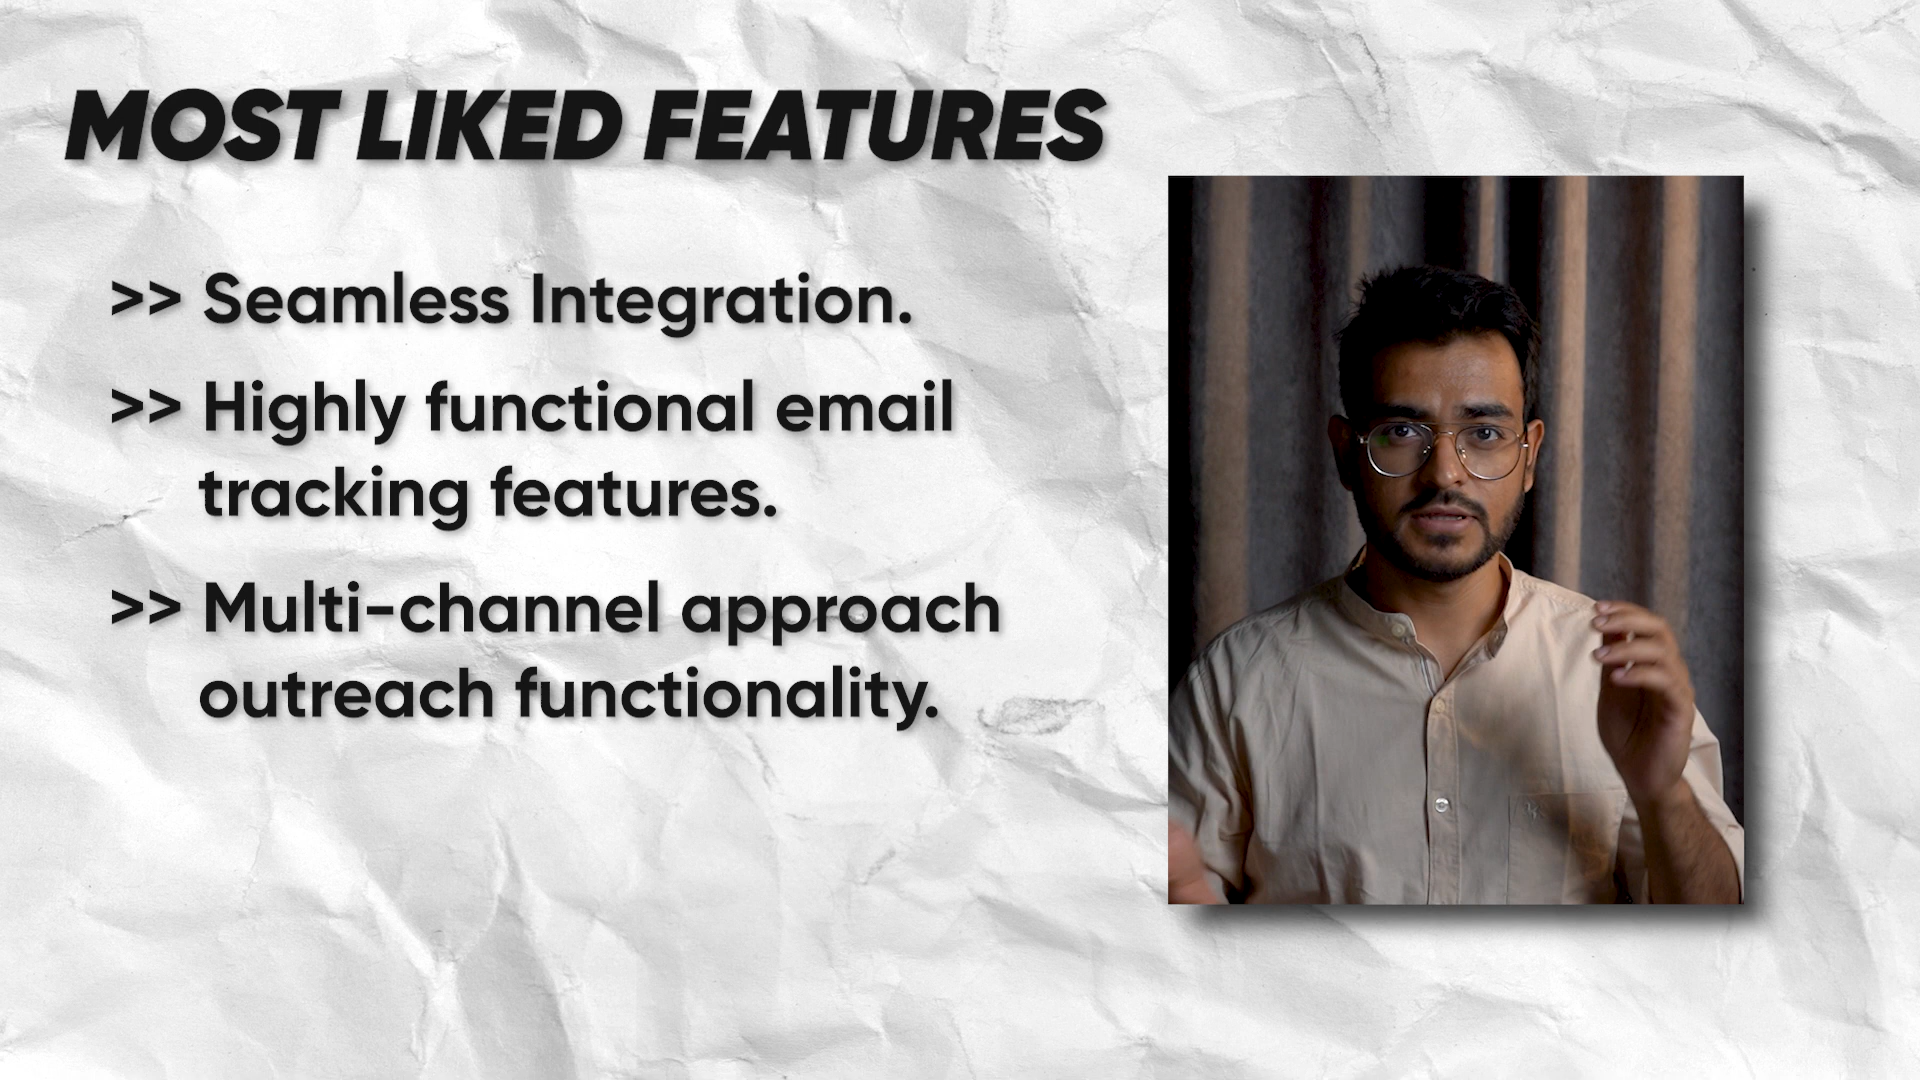 MOST LIKED FEATURES
>> Seamless Integration.
>> Highly functional email
tracking features.
>> Multi-channel approach
outreach functionality.